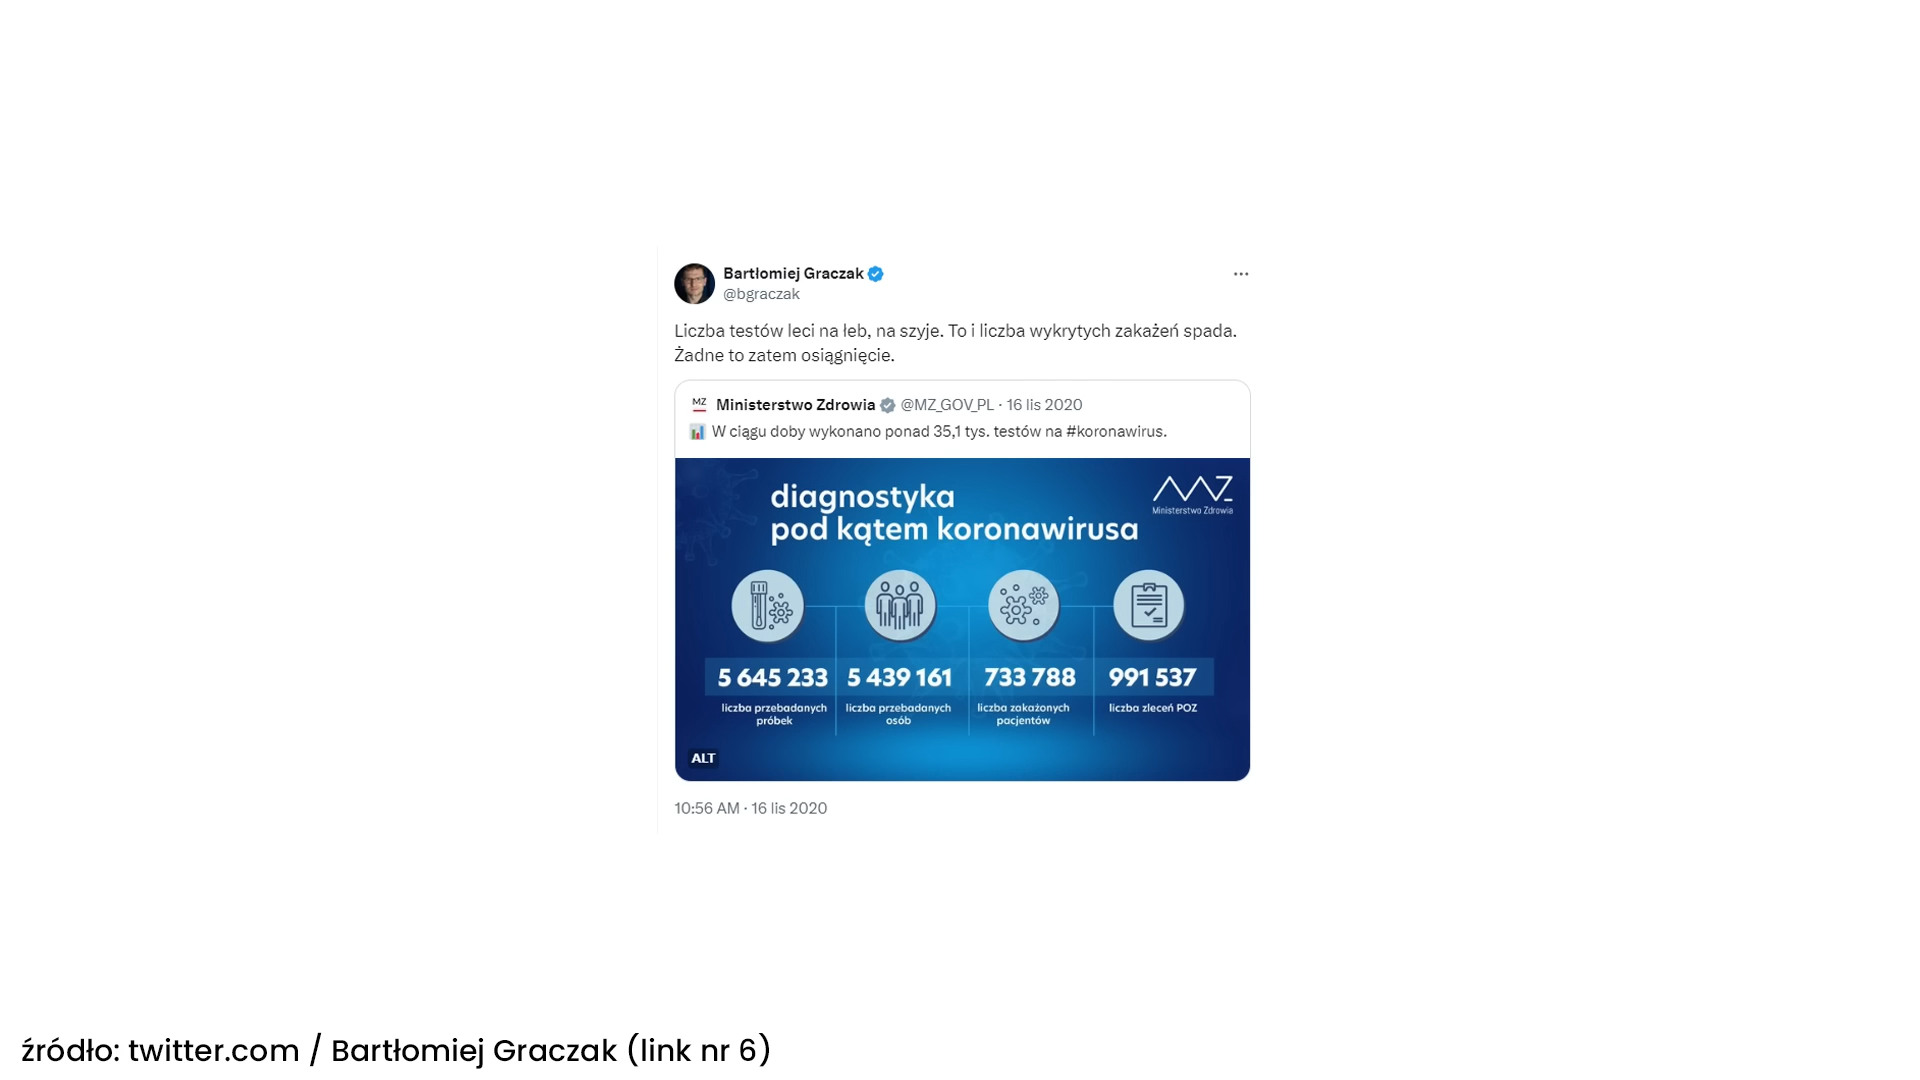 Bartłomiej Graczak
@bgraczak
Liczba testów leci na łeb, na szyje. To i liczba wykrytych zakażeń spada.
Żadne to zatem osiągnięcie.
MZ Ministerstwo Zdrowia @MZ_GOV_PL · 16 lis 2020
W ciągu doby wykonano ponad 35,1 tys. testów na #koronawirus.
diagnostyka
pod kątem koronawirusa
MZ
Ministerstwo Zdrowia
5 645 233 5 439 161 733 788 991 537
liczba przebadanych liczba przebadanych liczba zakażonych liczba zleceń POZ
próbek osób pacjentów
ALT
10:56 AM · 16 lis 2020
źródło: twitter.com / Bartłomiej Graczak (link nr 6)